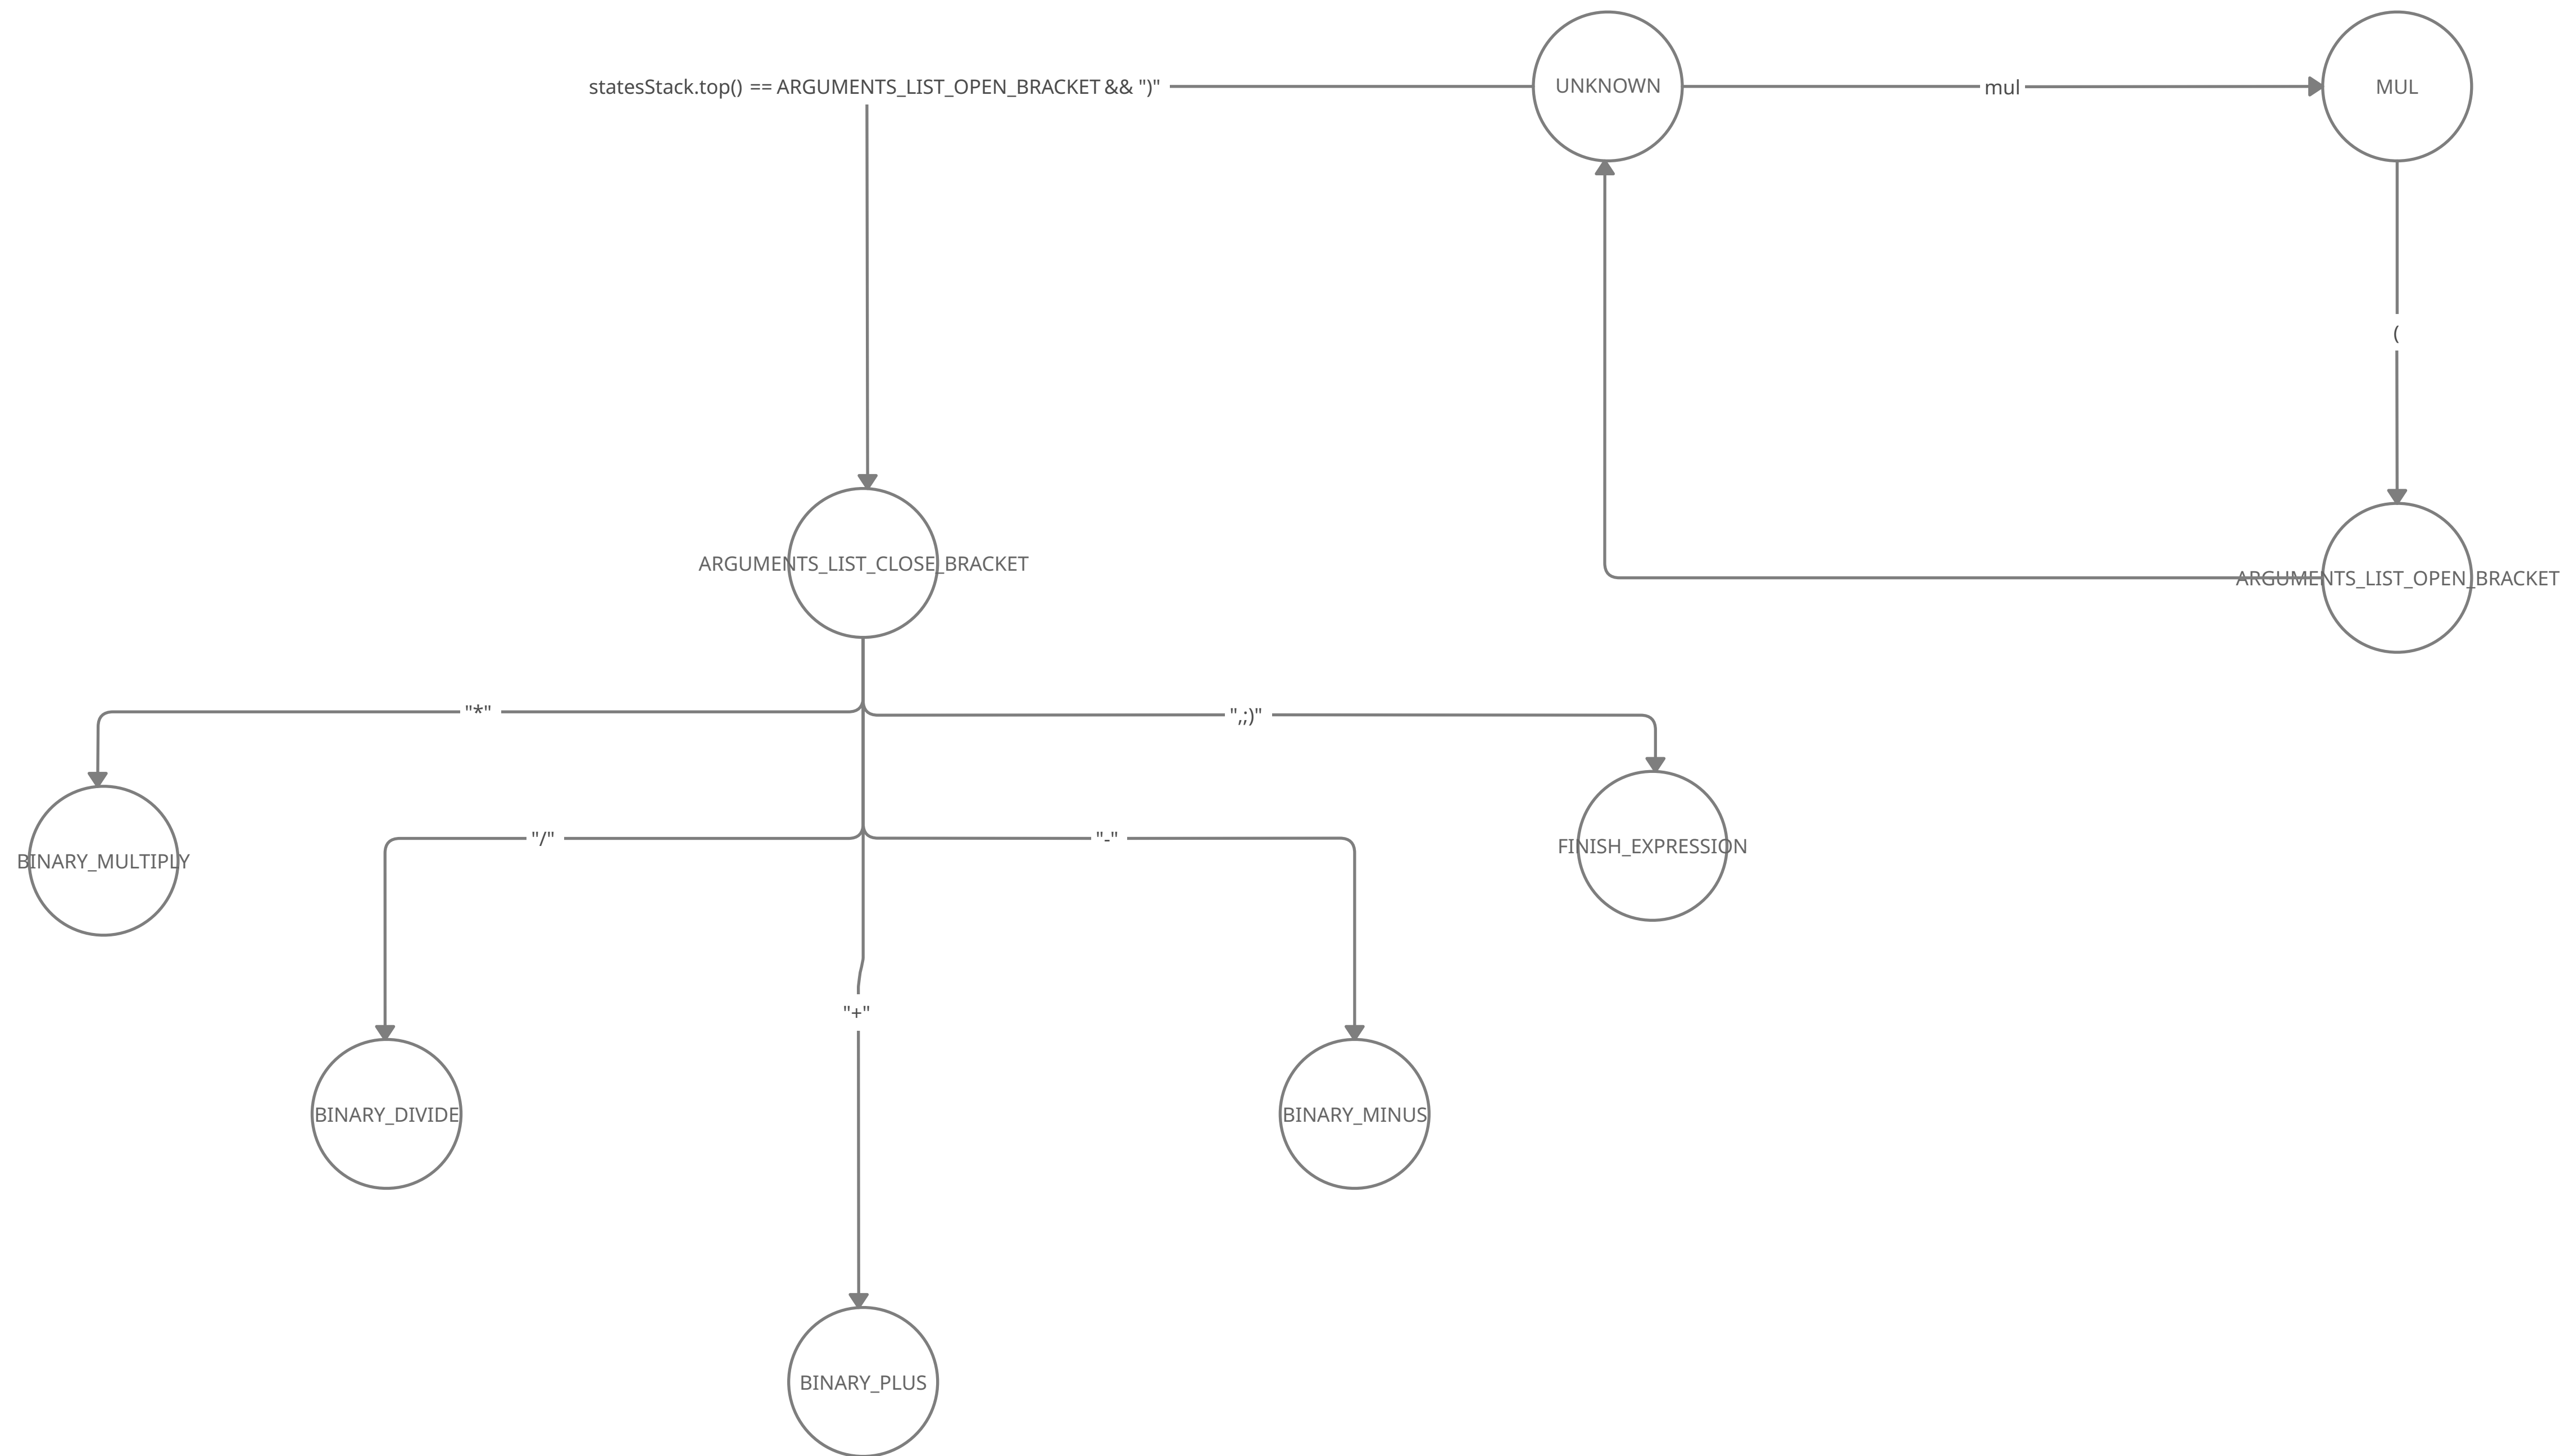 statesStack.top() == ARGUMENTS_LIST_OPEN_BRACKET && ")"
UNKNOWN
mul
MUL
(
ARGUMENTS_LIST_CLOSE_BRACKET
ARGUMENTS_LIST_OPEN_BRACKET
"*"
",;)"
"/"
"-"
BINARY_MULTIPLY
FINISH_EXPRESSION
"+"
BINARY_DIVIDE
BINARY_MINUS
BINARY_PLUS